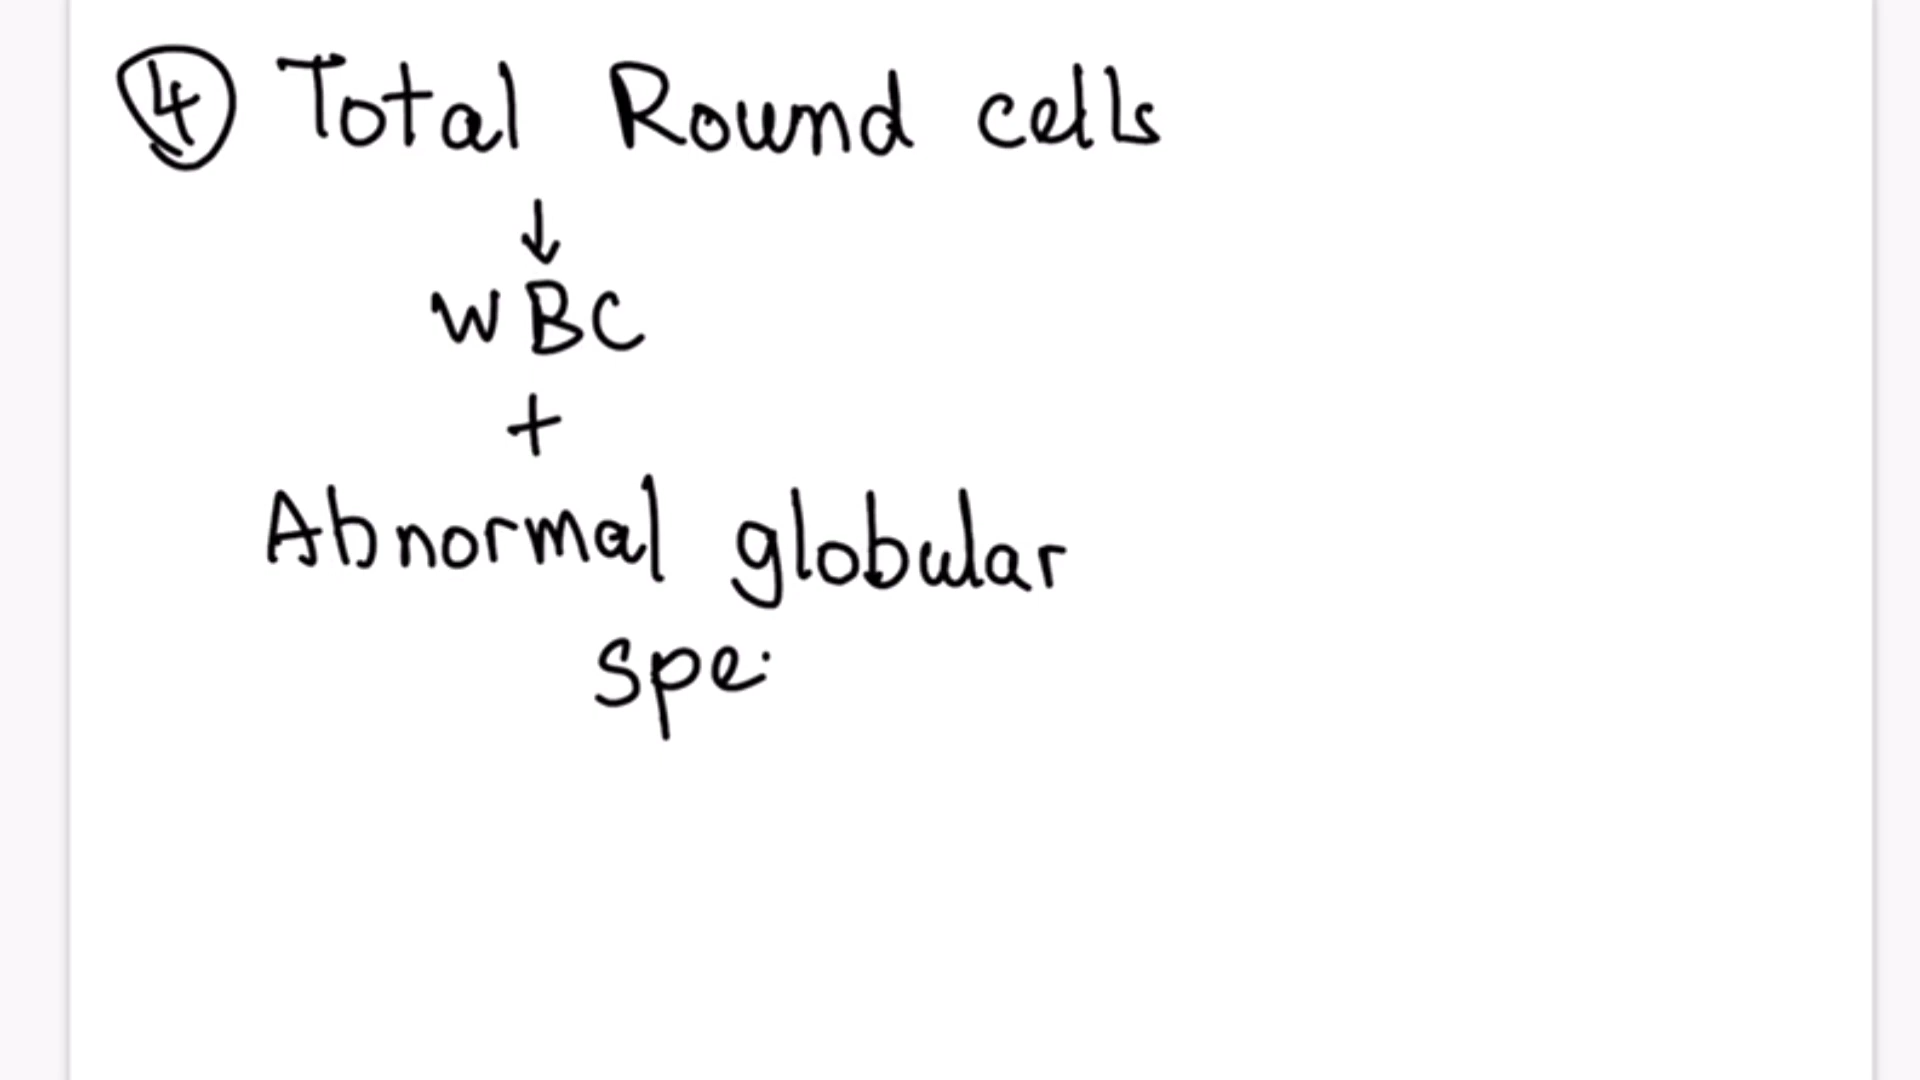 ④ Total Round cells
↓
WBC
+
Abnormal globular
spe